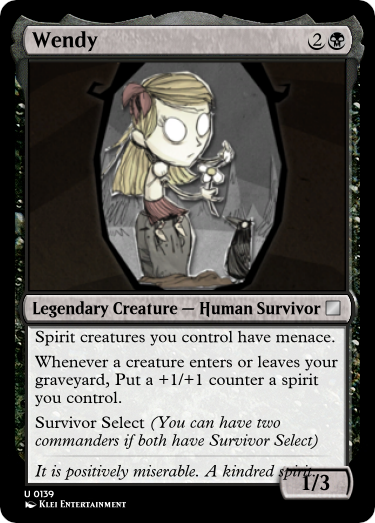 Wendy 2
Legendary Creature — Human Survivor
Spirit creatures you control have menace.
Whenever a creature enters or leaves your
graveyard, Put a +1/+1 counter a spirit
you control.
Survivor Select (You can have two
commanders if both have Survivor Select)
It is positively miserable. A kindred spirit...
1/3
U 0139
Klei Entertainment